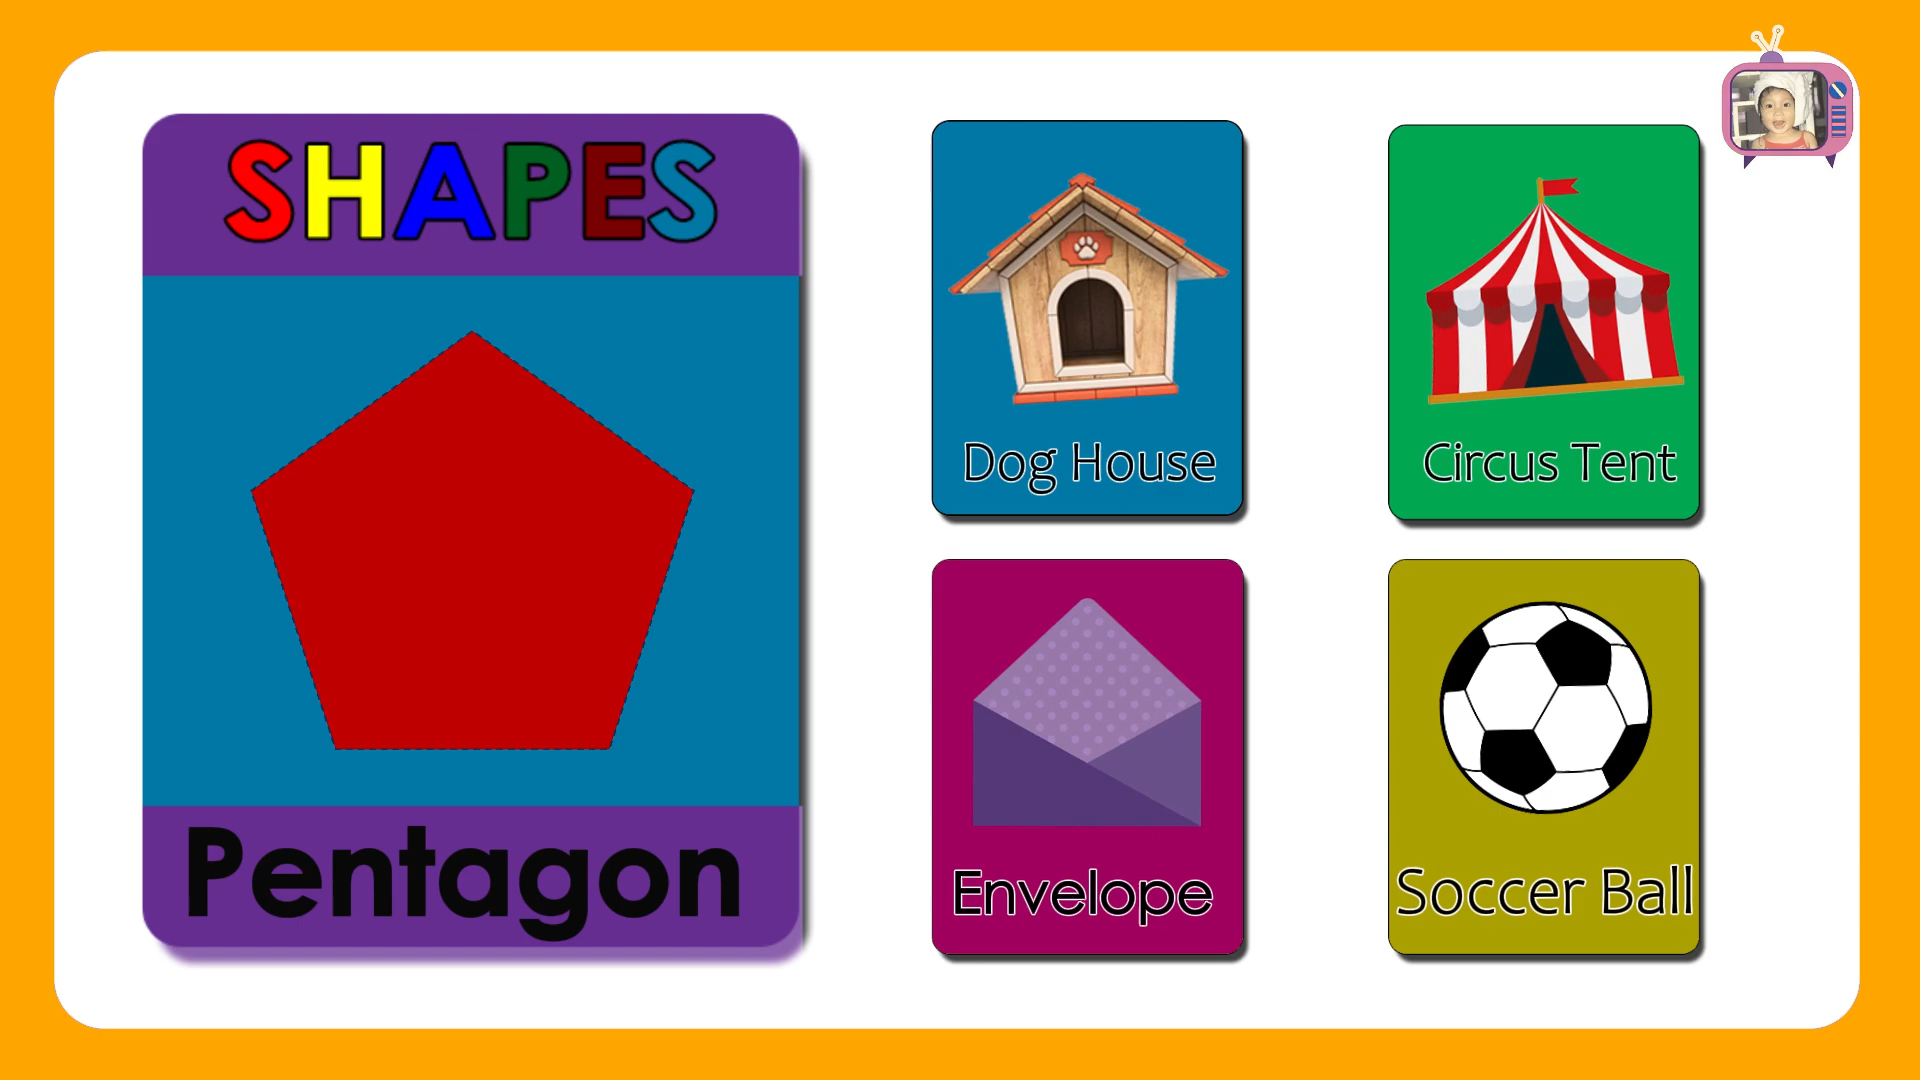 SHAPES
Pentagon
Dog House
Circus Tent
Envelope
Soccer Ball